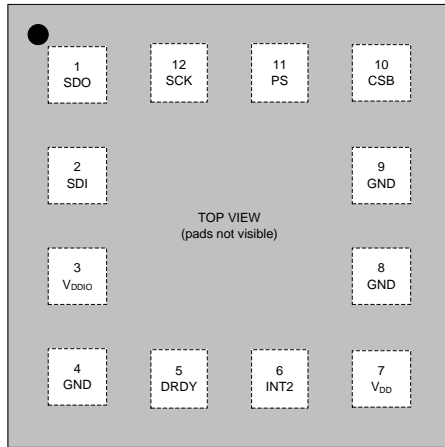 1
SDO
12
SCK
11
PS
10
CSB
2
SDI
9
GND
TOP VIEW
(pads not visible)
3
VDDIO
8
GND
4
GND
5
DRDY
6
INT2
7
VDD